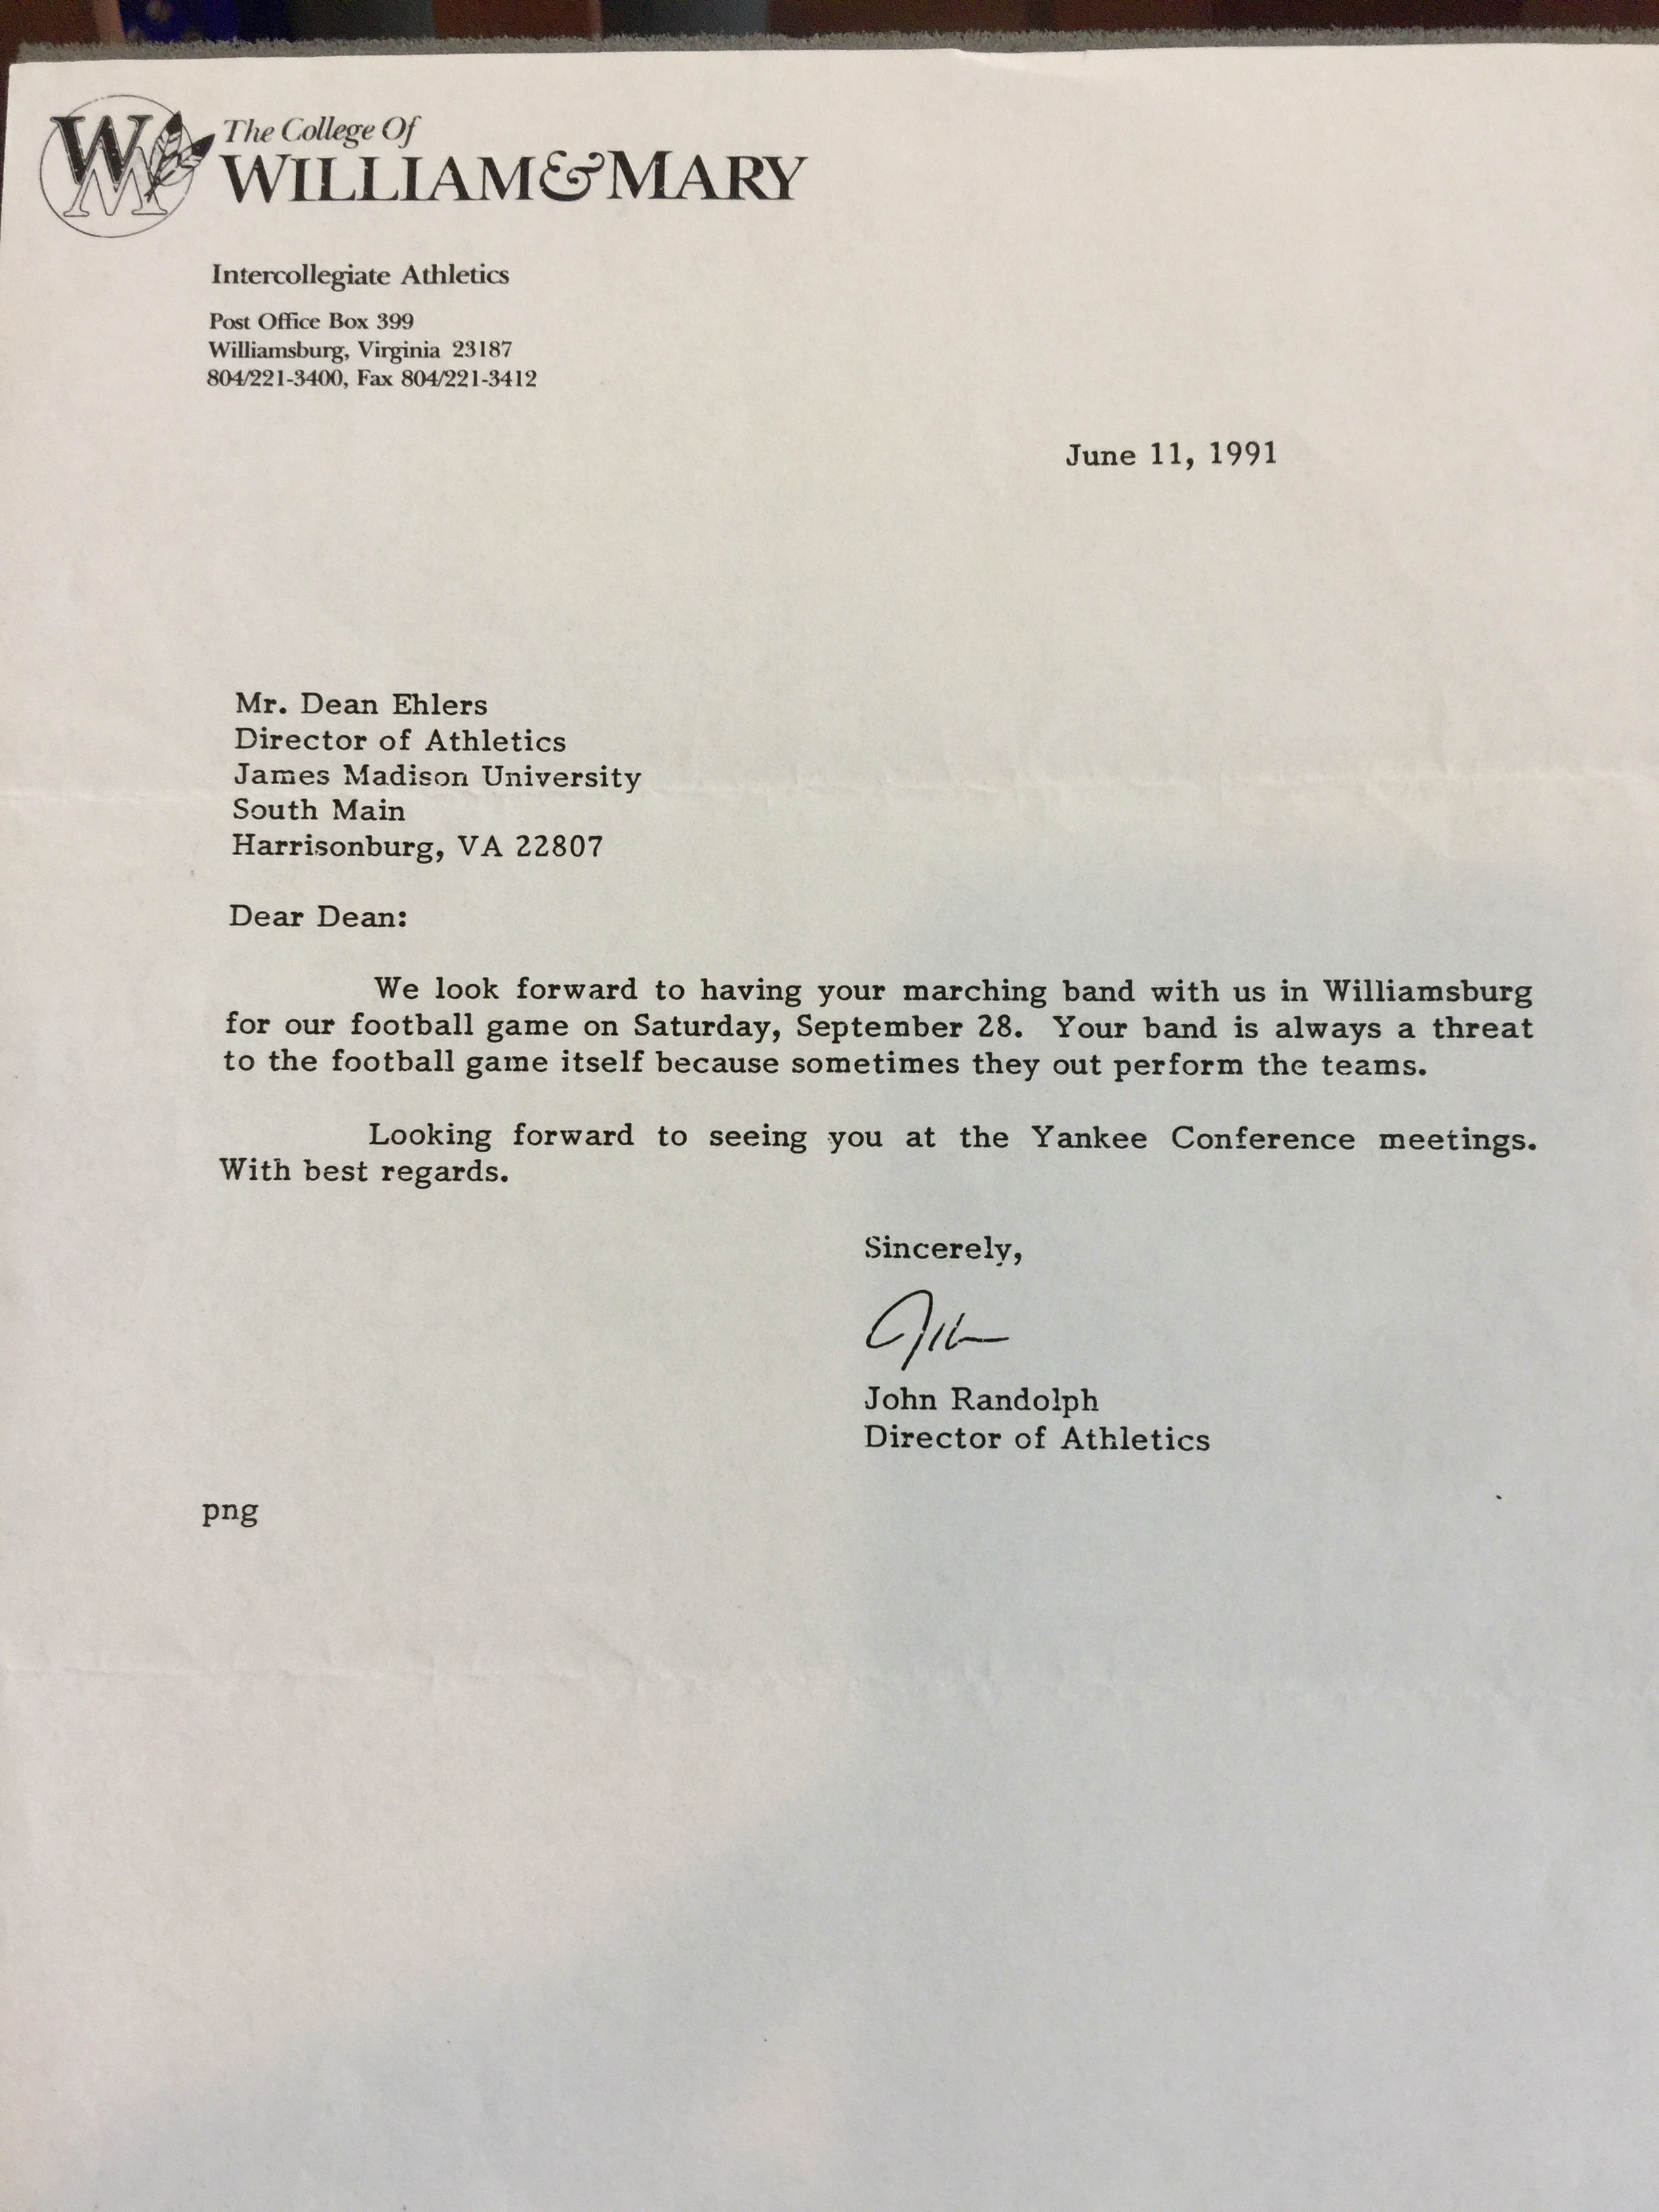 WM
The College Of
WILLIAM & MARY
Intercollegiate Athletics
Post Office Box 399
Williamsburg, Virginia 23187
804/221-3400, Fax 804/221-3412
June 11, 1991
Mr. Dean Ehlers
Director of Athletics
James Madison University
South Main
Harrisonburg, VA 22807
Dear Dean:
We look forward to having your marching band with us in Williamsburg
for our football game on Saturday, September 28. Your band is always a threat
to the football game itself because sometimes they out perform the teams.
Looking forward to seeing you at the Yankee Conference meetings.
With best regards.
Sincerely,
John Randolph
Director of Athletics
png